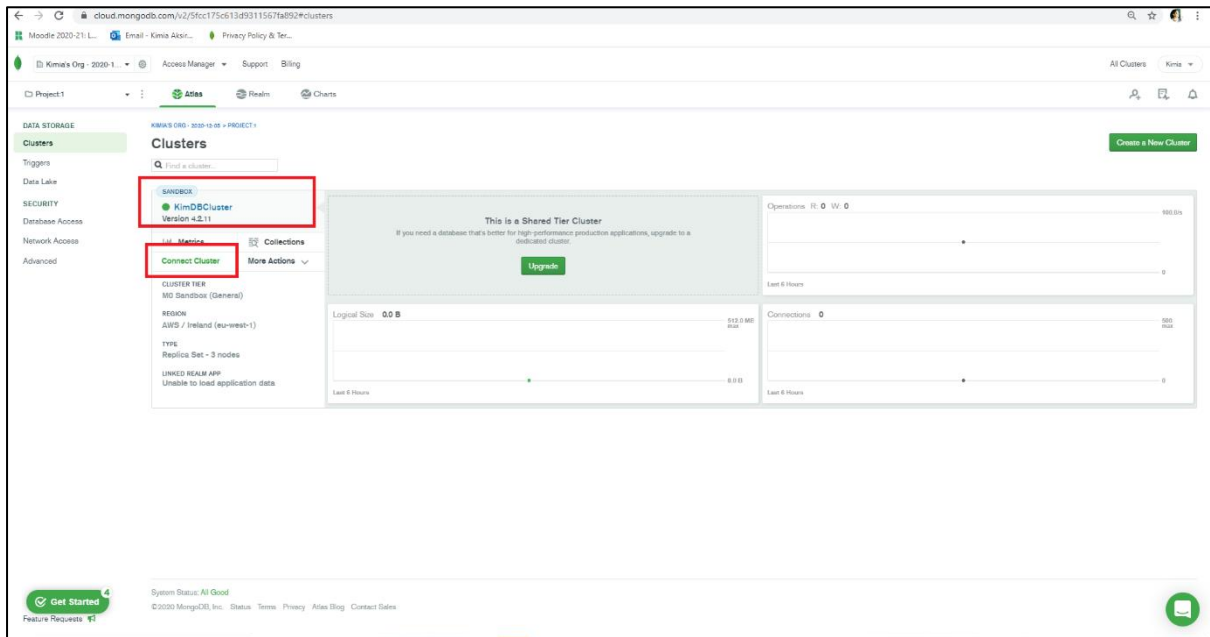 cloud.mongodb.com/v2/5fcc175c613d9311567fa892#clusters
Moodle 2020-21: L... Email - Kimia Aksir... Privacy Policy & Ter...
Kimia's Org - 2020-1... Access Manager Support Billing All Clusters Kimia
Project 1 Atlas Realm Charts
DATA STORAGE
Clusters
Triggers
Data Lake
SECURITY
Database Access
Network Access
Advanced
KIMIA'S ORG - 2020-12-05 > PROJECT 1
Clusters
Create a New Cluster
Find a cluster...
SANDBOX
KimDBCluster
Version 4.2.11
Metrics Collections
Connect Cluster More Actions
CLUSTER TIER
M0 Sandbox (General)
REGION
AWS / Ireland (eu-west-1)
TYPE
Replica Set - 3 nodes
LINKED REALM APP
Unable to load application data
This is a Shared Tier Cluster
If you need a database that's better for high-performance production applications, upgrade to a
dedicated cluster.
Upgrade
Operations R: 0 W: 0
100.0/s
0
Last 6 Hours
Logical Size 0.0 B
512.0 MB
max
0.0 B
Last 6 Hours
Connections 0
500
max
0
Last 6 Hours
System Status: All Good
©2020 MongoDB, Inc. Status Terms Privacy Atlas Blog Contact Sales
Get Started 4
Feature Requests